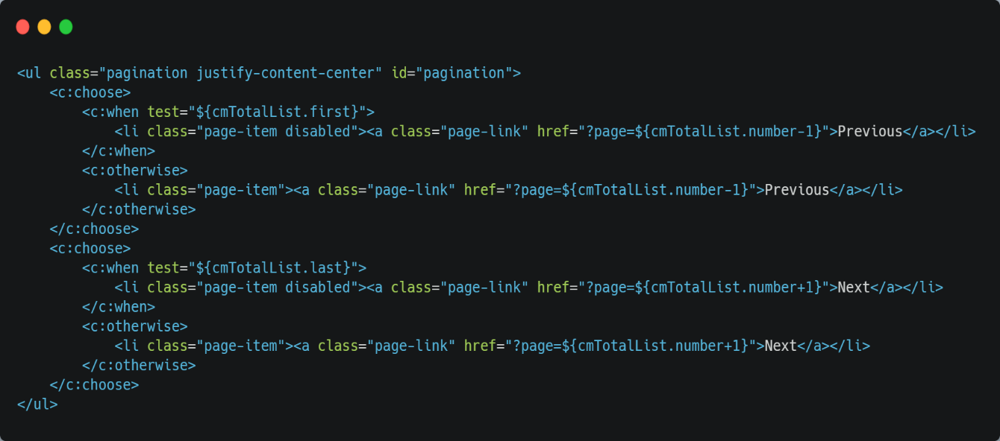 <ul class="pagination justify-content-center" id="pagination">
    <c:choose>
        <c:when test="${cmTotalList.first}">
            <li class="page-item disabled"><a class="page-link" href="?page=${cmTotalList.number-1}">Previous</a></li>
        </c:when>
        <c:otherwise>
            <li class="page-item"><a class="page-link" href="?page=${cmTotalList.number-1}">Previous</a></li>
        </c:otherwise>
    </c:choose>
    <c:choose>
        <c:when test="${cmTotalList.last}">
            <li class="page-item disabled"><a class="page-link" href="?page=${cmTotalList.number+1}">Next</a></li>
        </c:when>
        <c:otherwise>
            <li class="page-item"><a class="page-link" href="?page=${cmTotalList.number+1}">Next</a></li>
        </c:otherwise>
    </c:choose>
</ul>